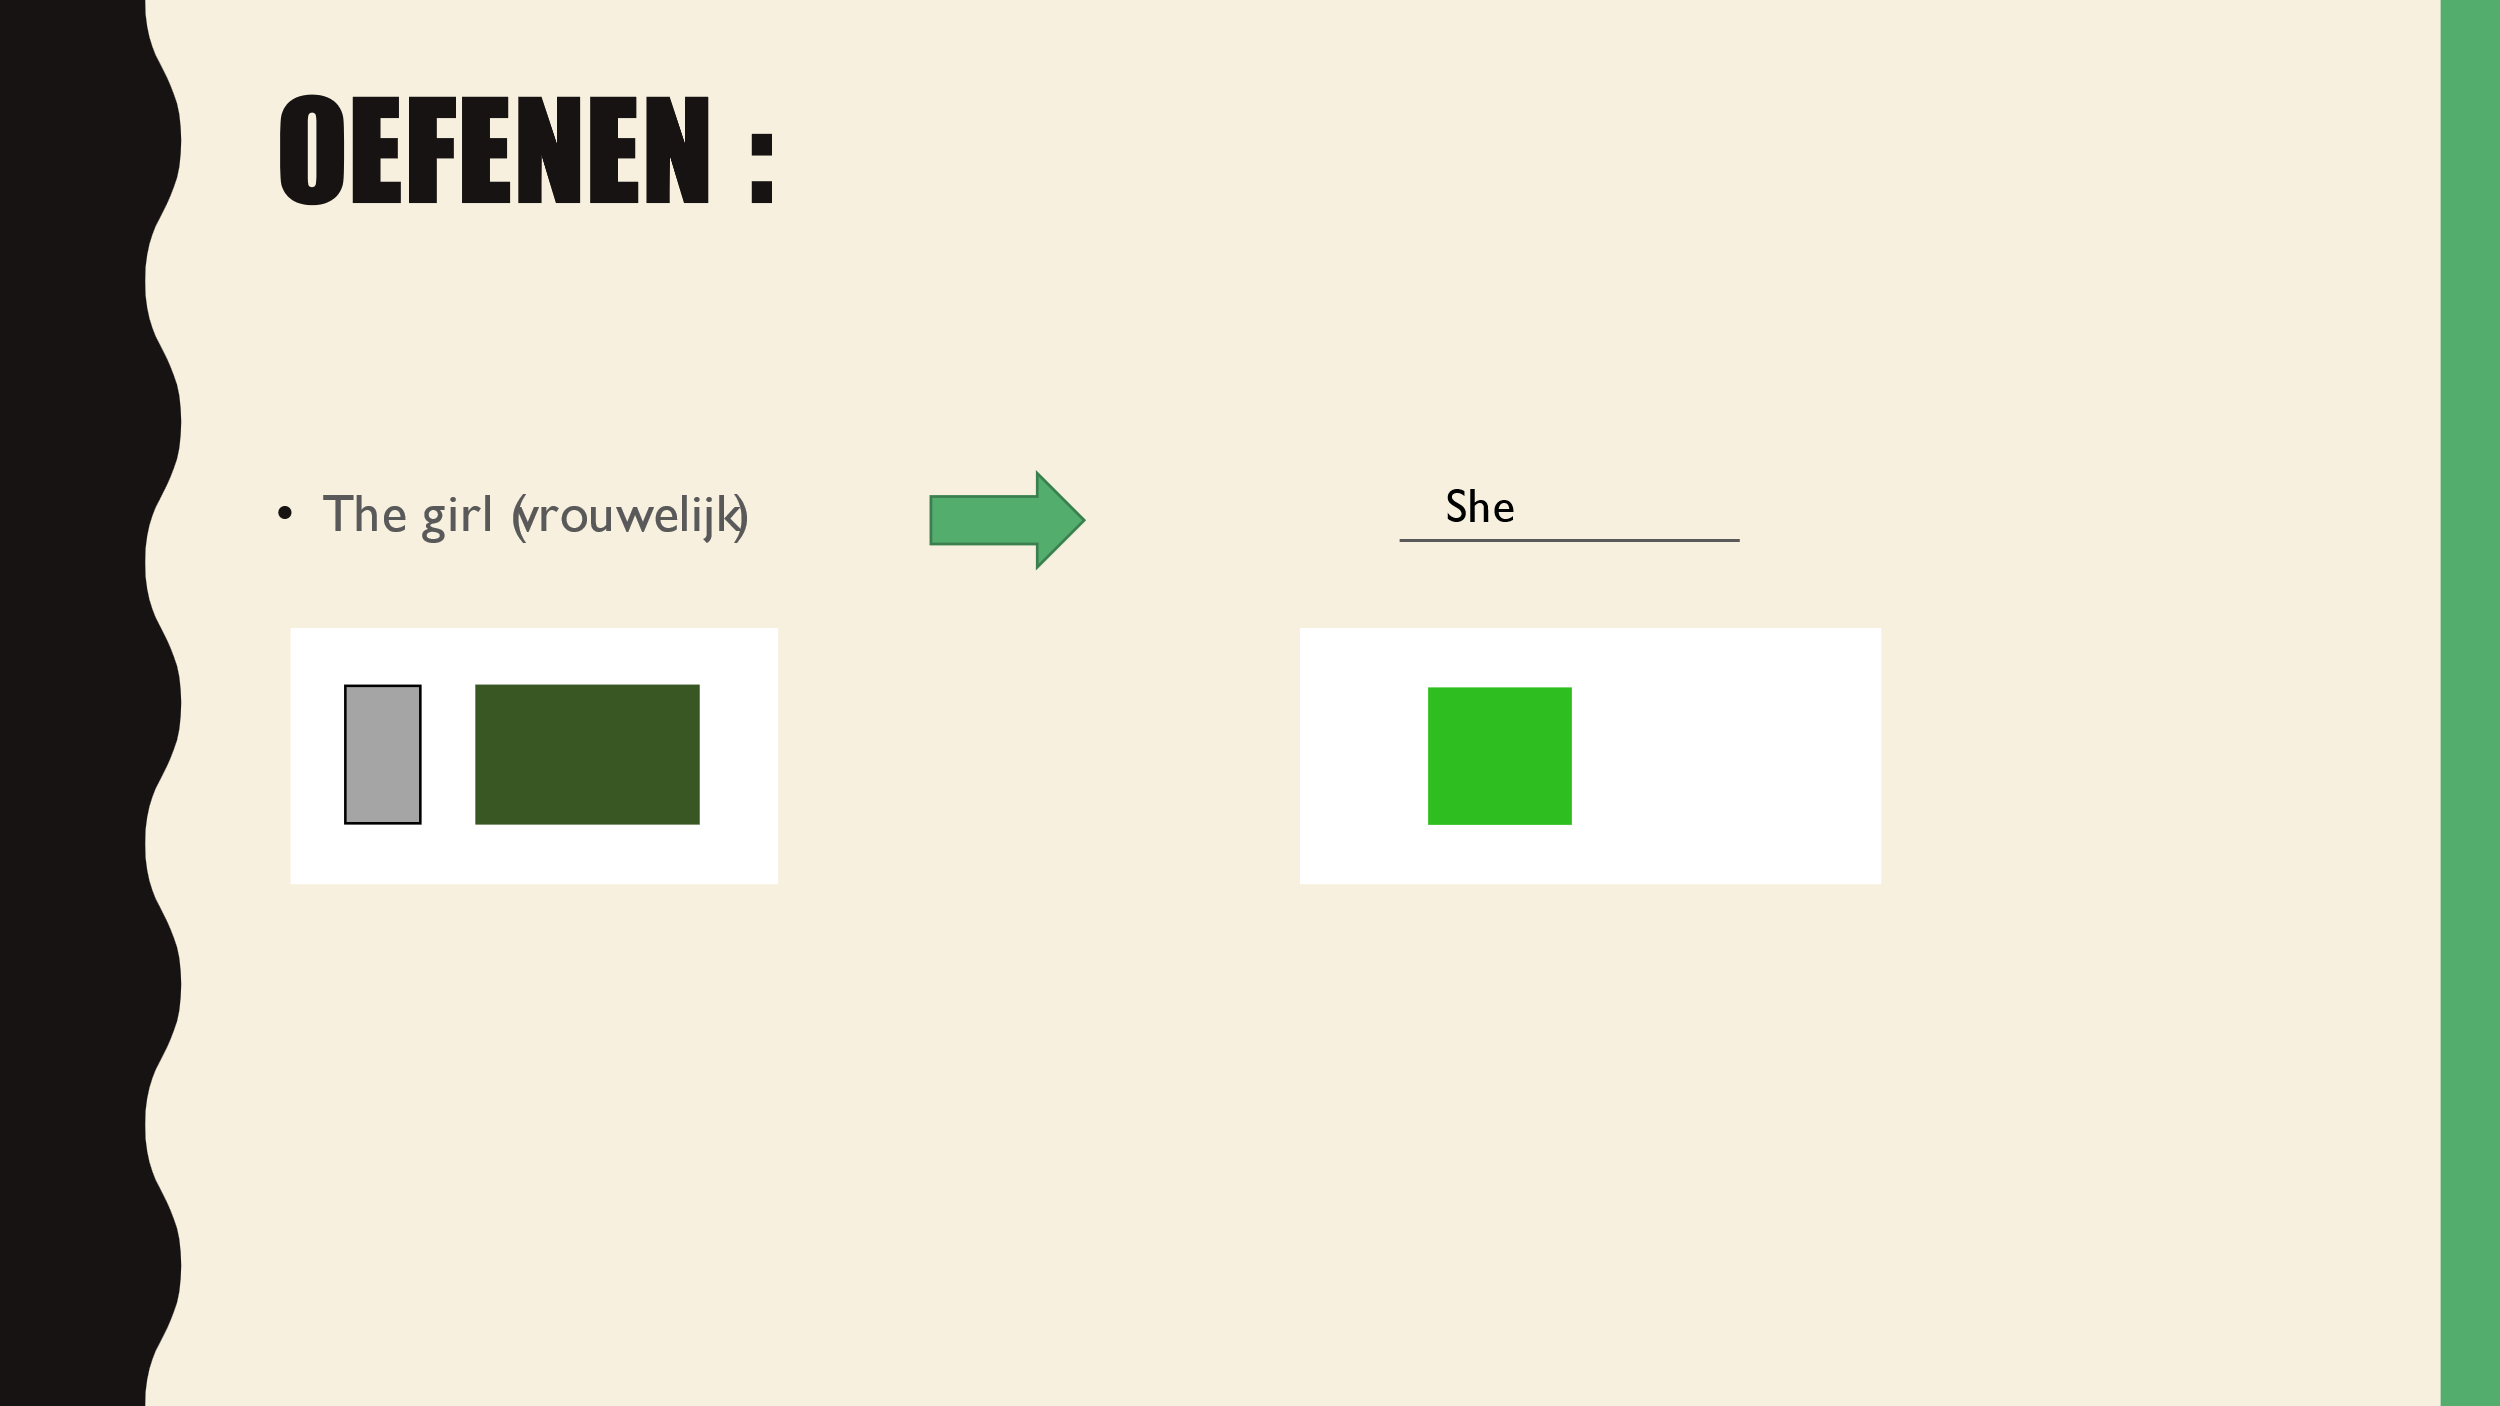 OEFENEN :
• The girl (vrouwelijk)
She